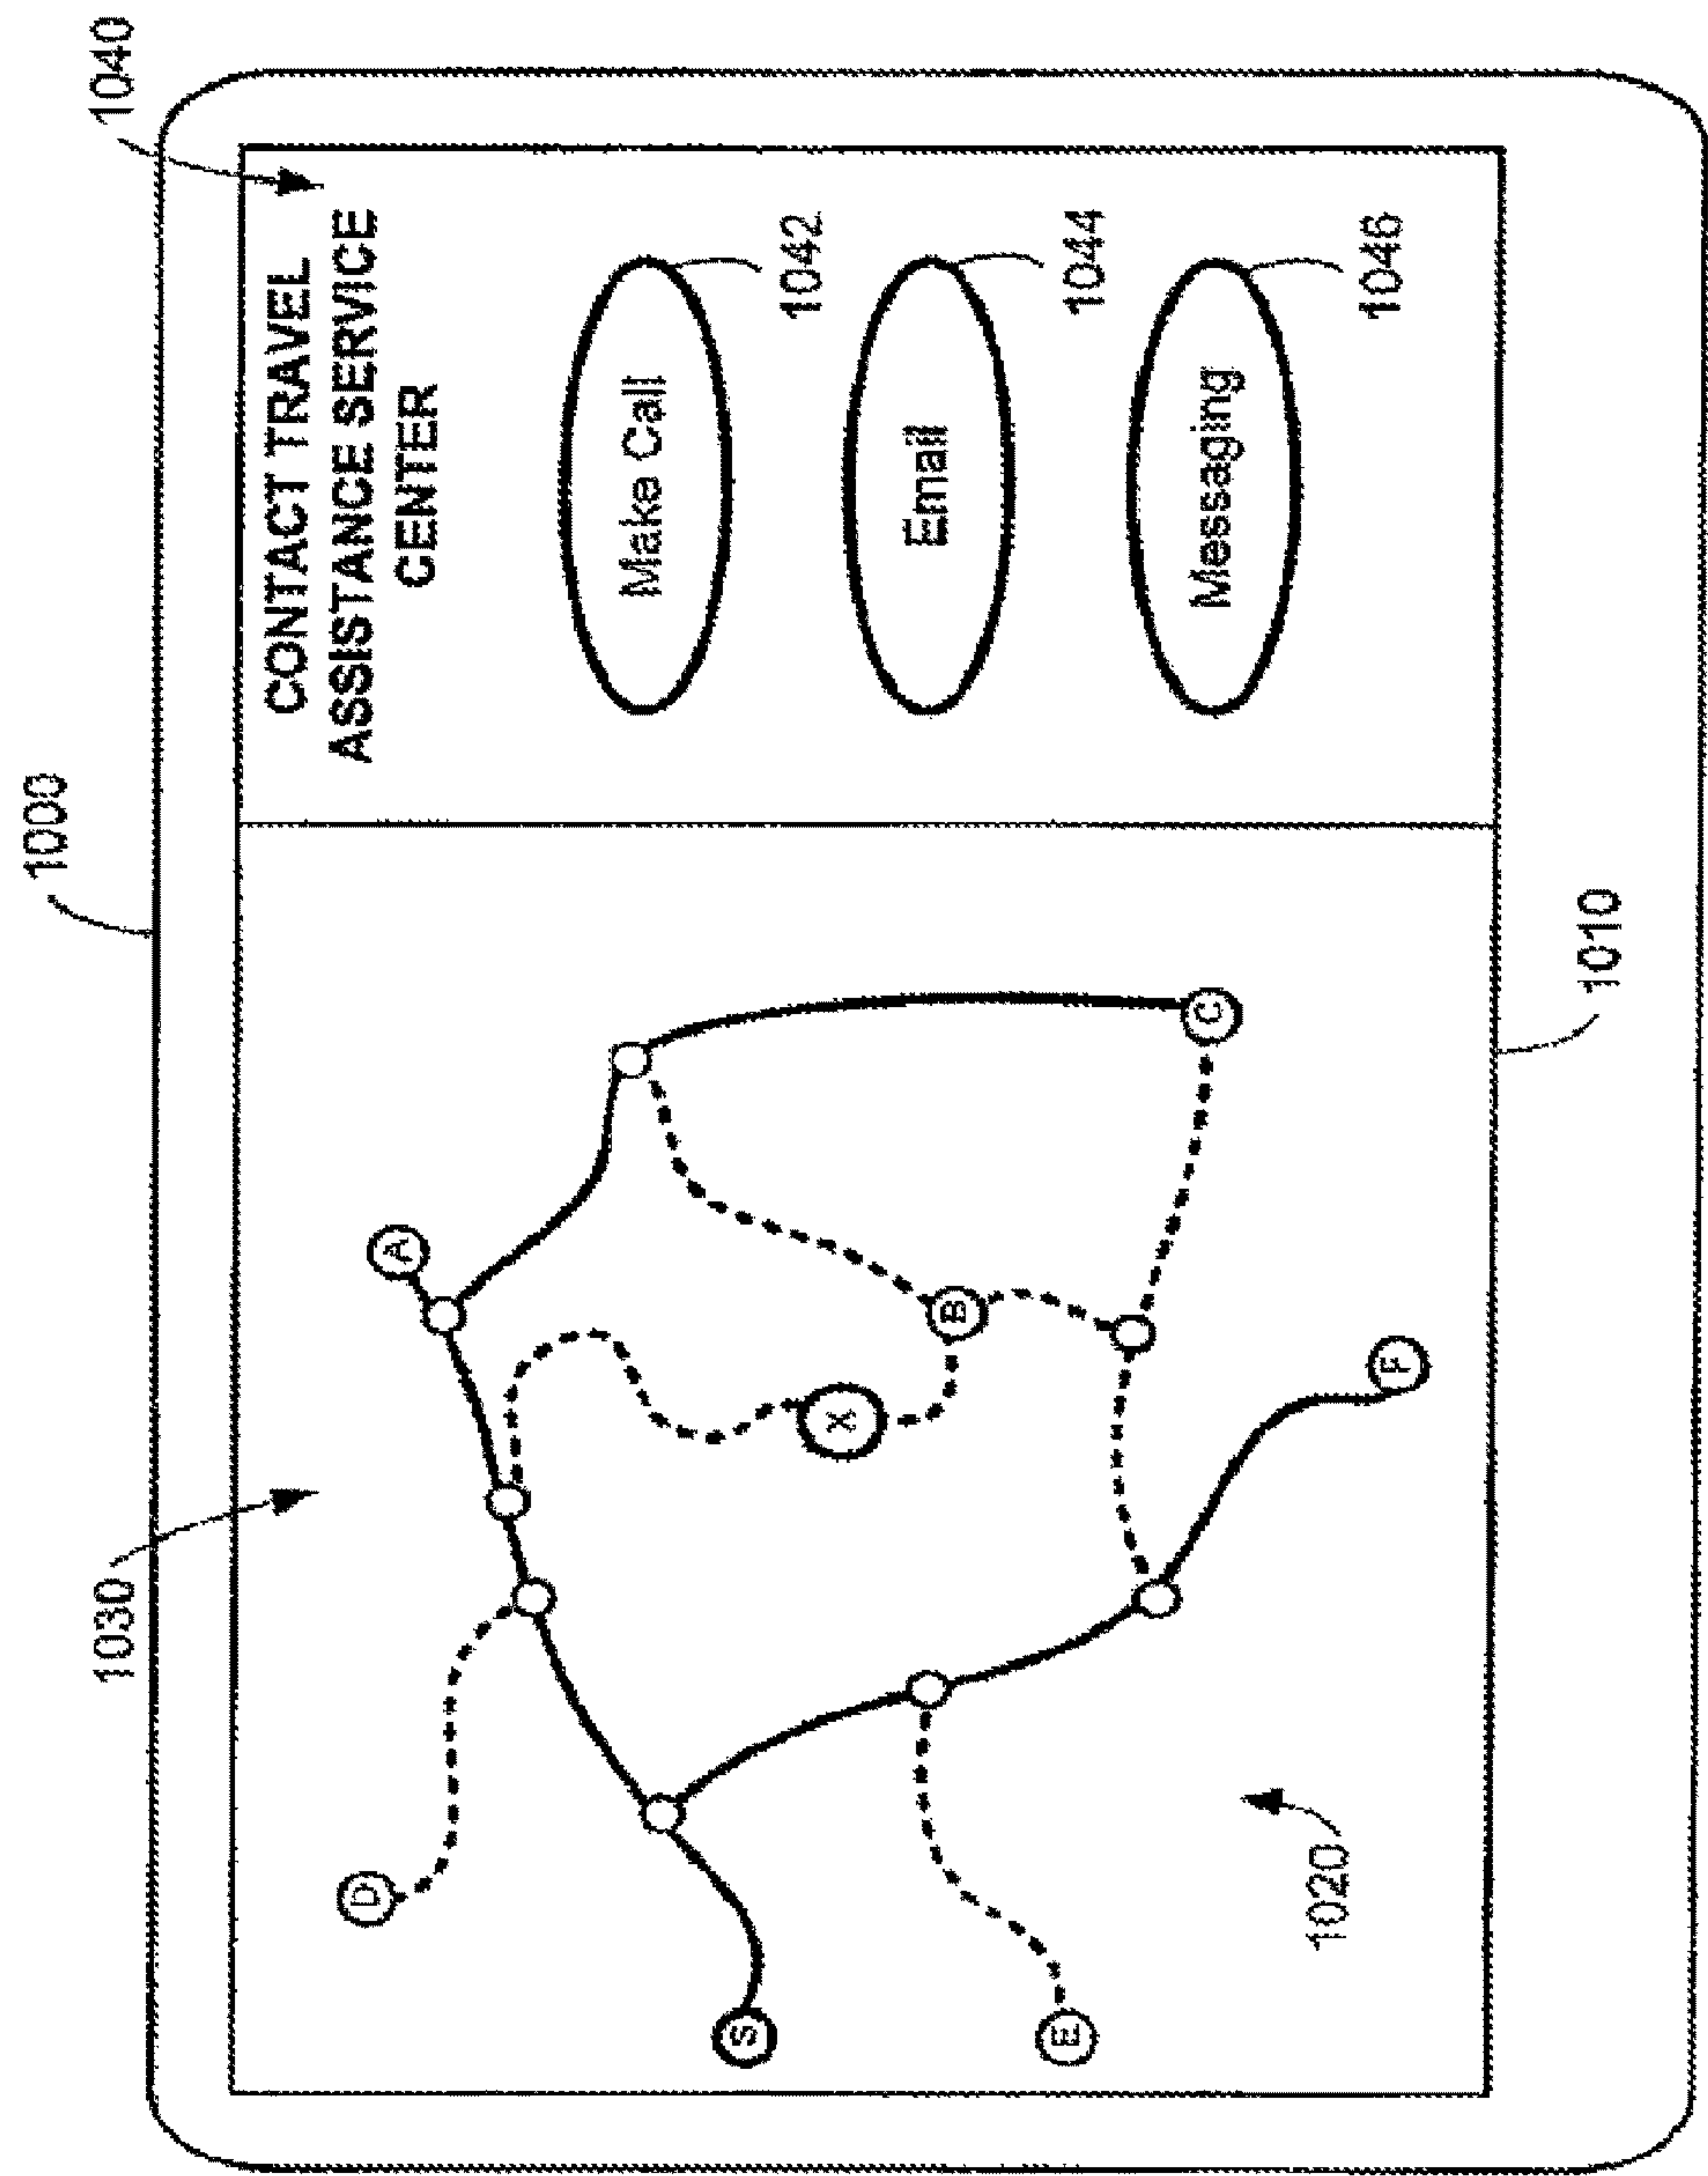 1000
1030
1040
CONTACT TRAVEL
ASSISTANCE SERVICE
CENTER
D
A
Make Call
S
1042
X
Email
B
E
1044
C
Messaging
1020
1046
F
1010